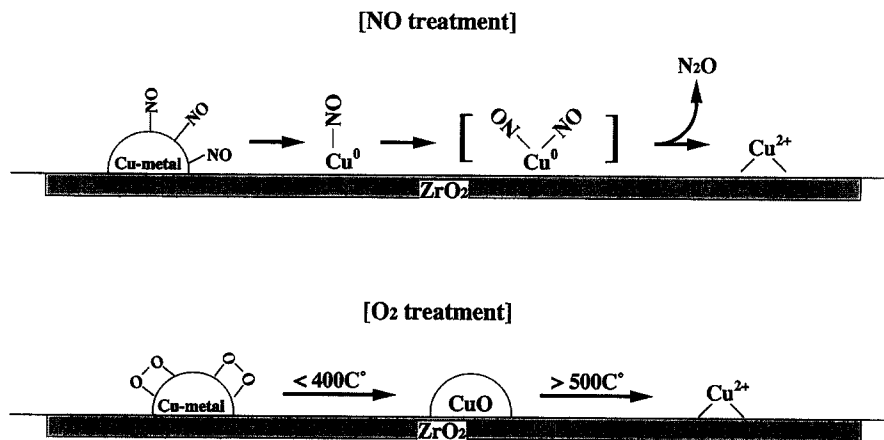 [NO treatment]
N₂O
NO
NO
NO
Cu-metal
NO
Cu⁰
[
NO
NO
Cu⁰
]
Cu²⁺
ZrO₂
[O₂ treatment]
O
O
O
O
Cu-metal
< 400C°
CuO
> 500C°
Cu²⁺
ZrO₂